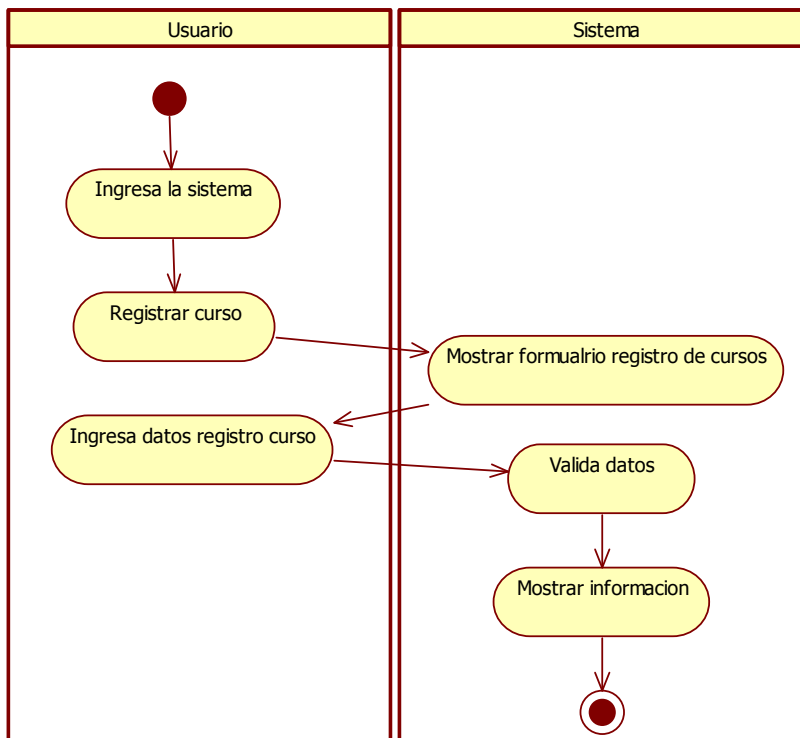 Usuario
Sistema
Ingresa la sistema
Registrar curso
Mostrar formualrio registro de cursos
Ingresa datos registro curso
Valida datos
Mostrar informacion